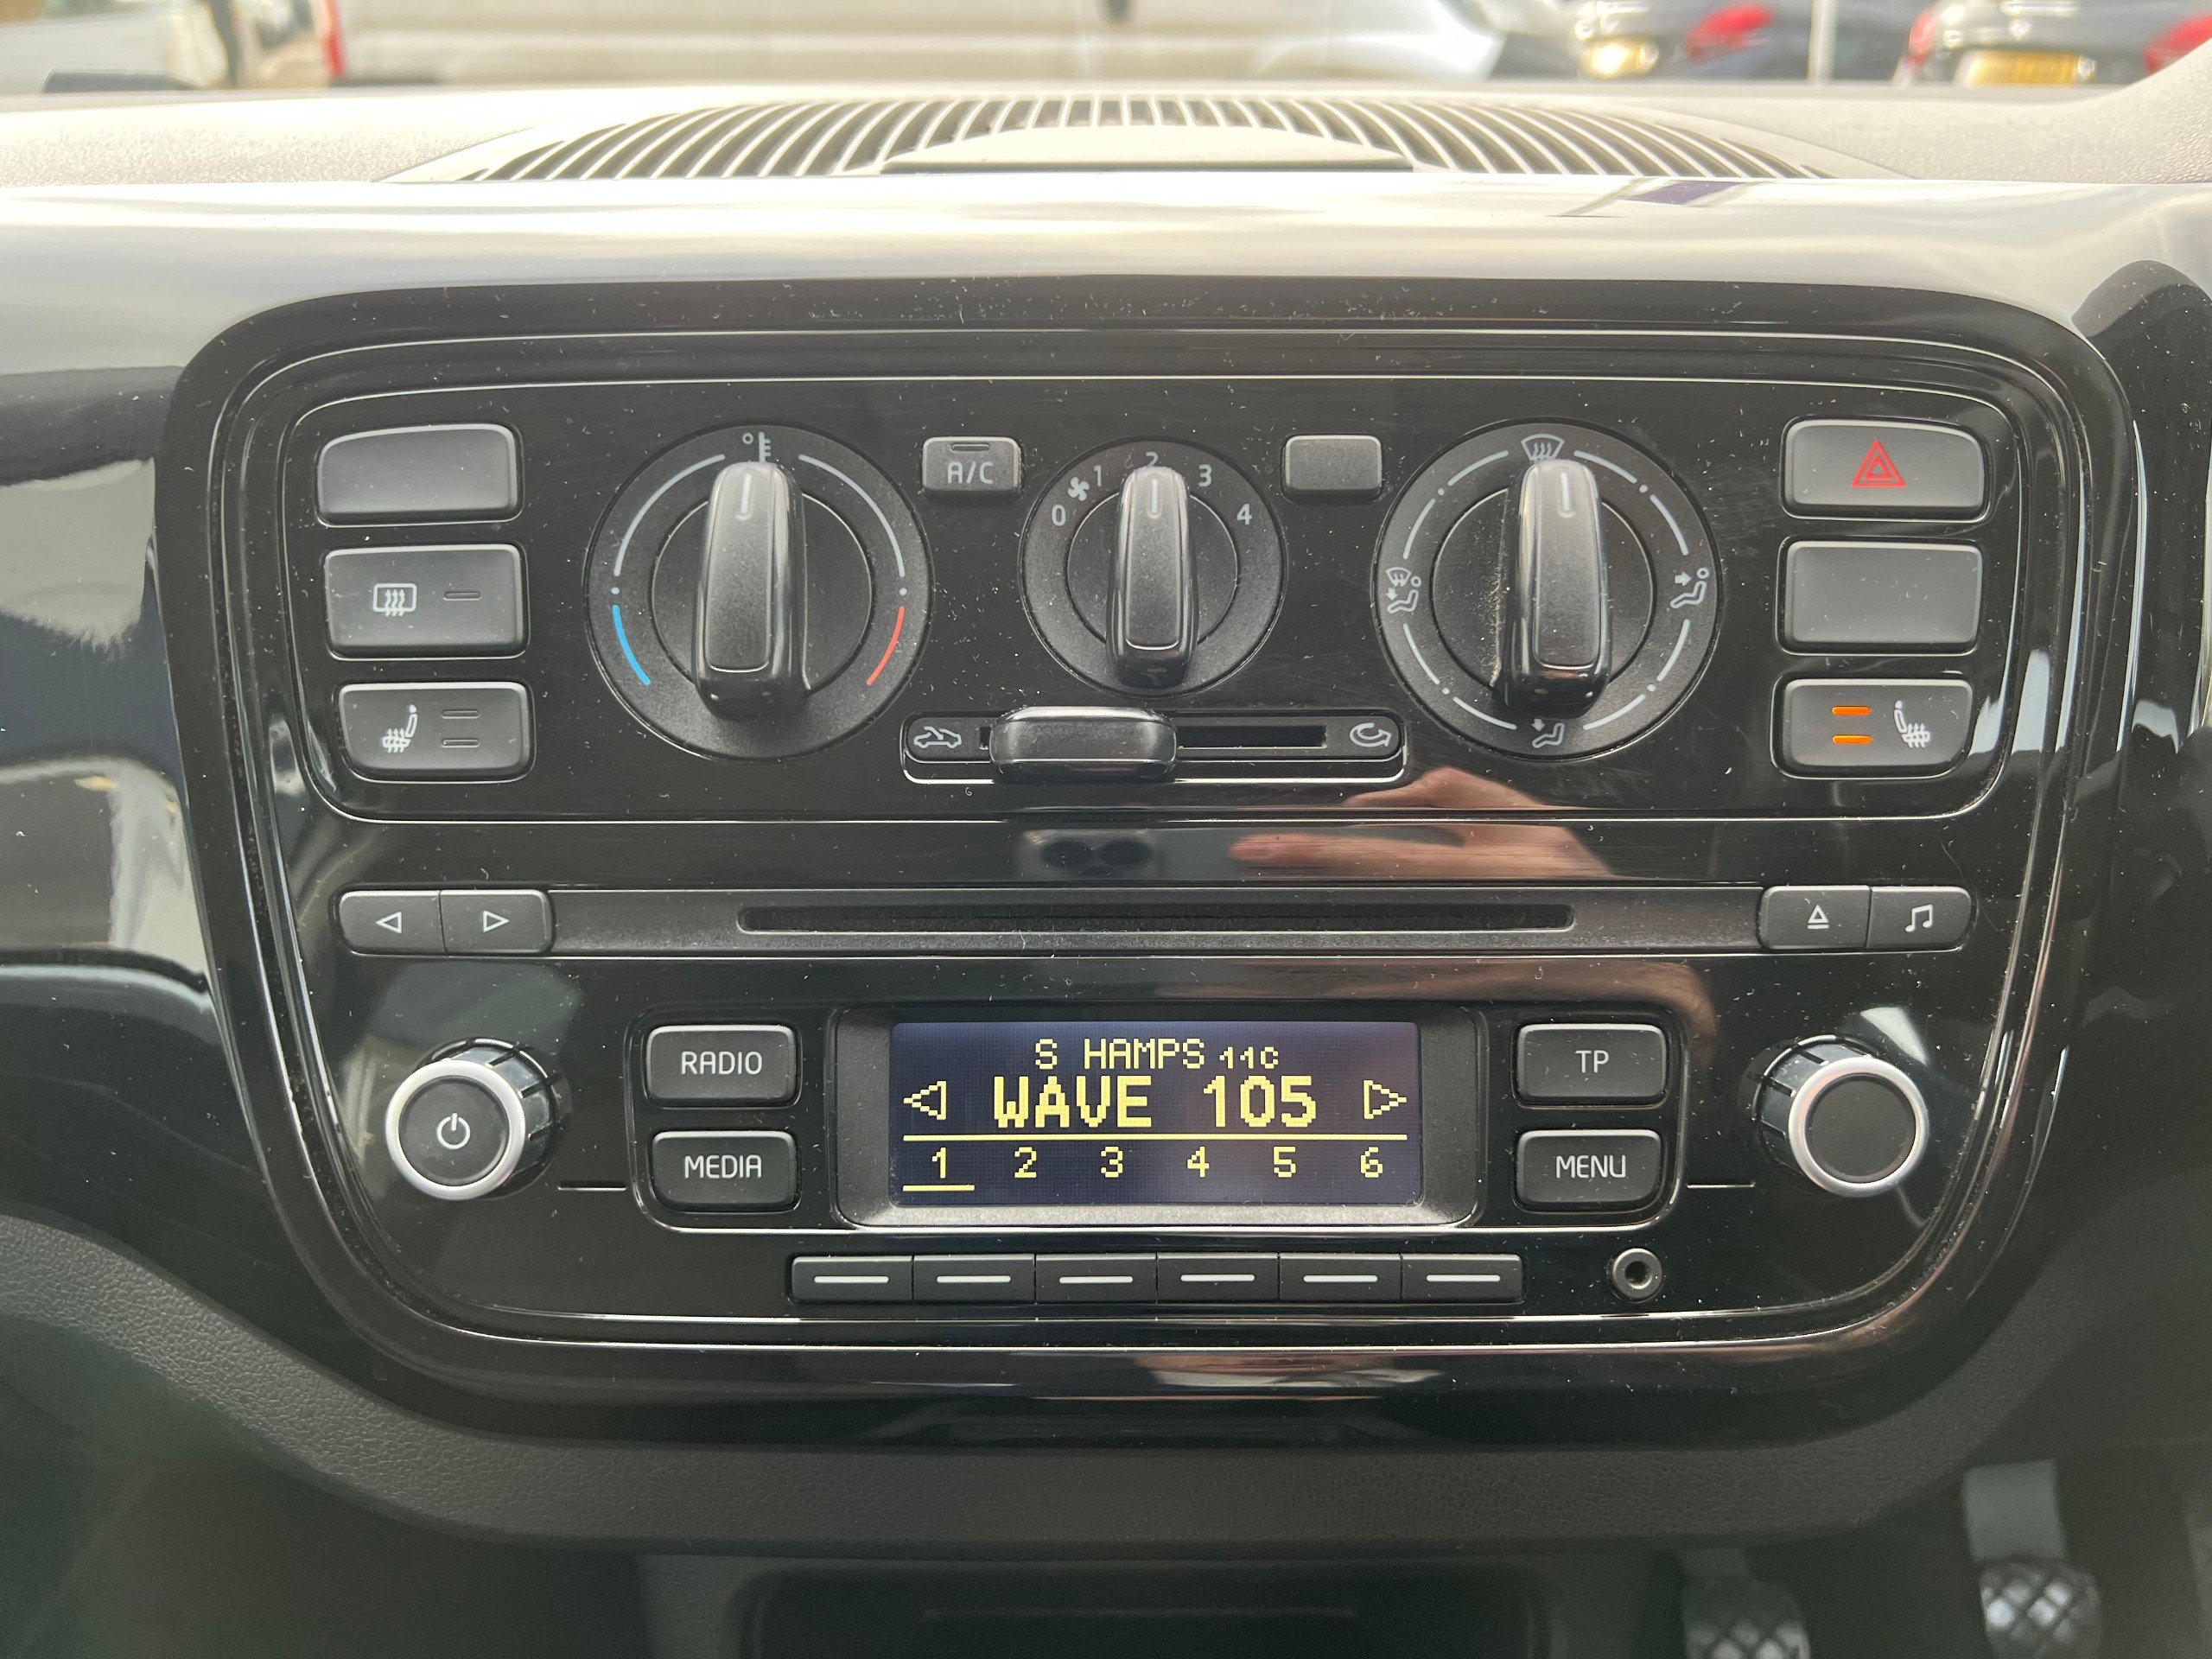 A/C
0 1 2 3 4
RADIO
MEDIA
S HAMPS 11C
WAVE 105
1 2 3 4 5 6
TP
MENU